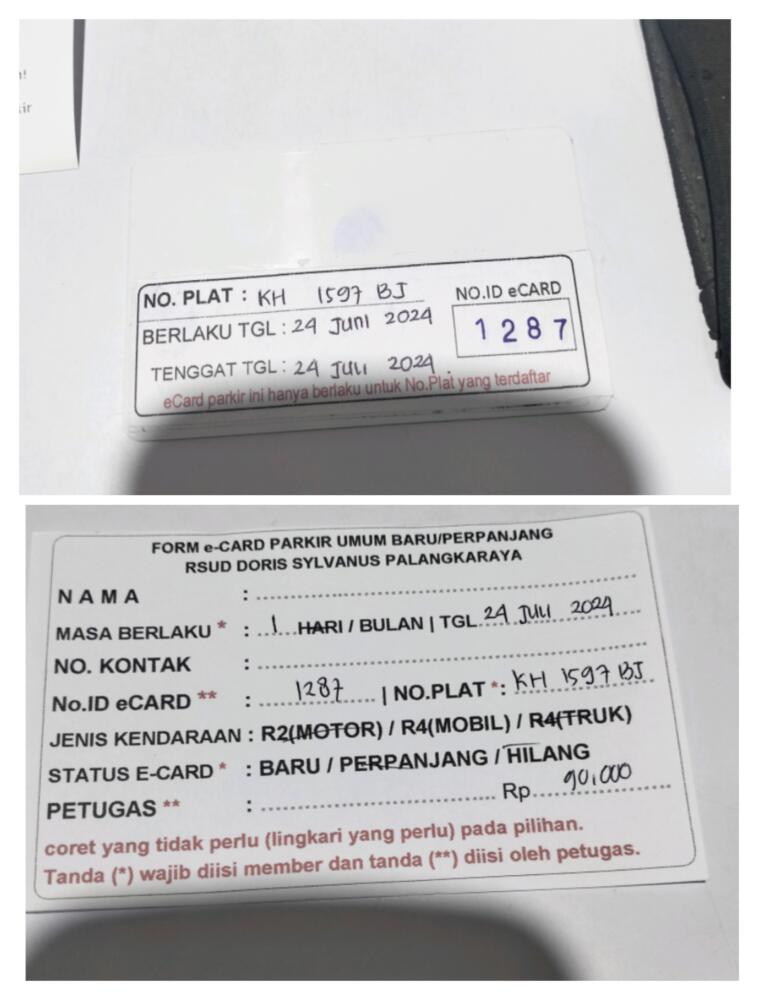 n!
kir
NO. PLAT : KH 1597 BJ
NO.ID eCARD
BERLAKU TGL : 24 Juni 2024
1287
TENGGAT TGL : 24 JULI 2024.
eCard parkir ini hanya berlaku untuk No.Plat yang terdaftar
FORM e-CARD PARKIR UMUM BARU/PERPANJANG
RSUD DORIS SYLVANUS PALANGKARAYA
NAMA :
MASA BERLAKU * : 1 HARI / BULAN | TGL 24 JULI 2024
NO. KONTAK :
No.ID eCARD ** : 1287 | NO.PLAT *: KH 1597 BJ
JENIS KENDARAAN : R2(MOTOR) / R4(MOBIL) / R4(TRUK)
STATUS E-CARD * : BARU / PERPANJANG / HILANG
PETUGAS ** : Rp. 90,000
coret yang tidak perlu (lingkari yang perlu) pada pilihan.
Tanda (*) wajib diisi member dan tanda (**) diisi oleh petugas.